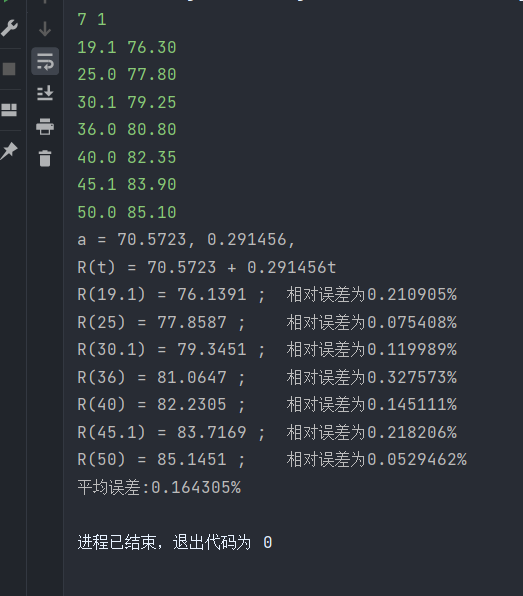 7 1
19.1 76.30
25.0 77.80
30.1 79.25
36.0 80.80
40.0 82.35
45.1 83.90
50.0 85.10
a = 70.5723, 0.291456,
R(t) = 70.5723 + 0.291456t
R(19.1) = 76.1391 ;  相对误差为0.210905%
R(25) = 77.8587 ;    相对误差为0.075408%
R(30.1) = 79.3451 ;  相对误差为0.119989%
R(36) = 81.0647 ;    相对误差为0.327573%
R(40) = 82.2305 ;    相对误差为0.145111%
R(45.1) = 83.7169 ;  相对误差为0.218206%
R(50) = 85.1451 ;    相对误差为0.0529462%
平均误差:0.164305%
进程已结束，退出代码为 0